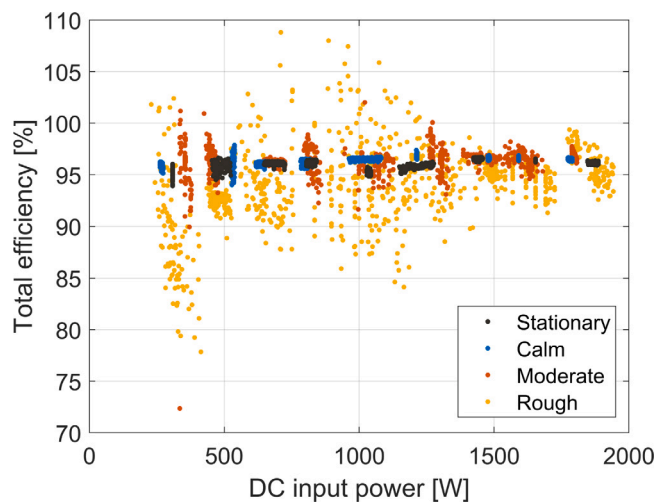 110
105
100
95
90
85
80
75
70
Total efficiency [%]
Stationary
Calm
Moderate
Rough
0
500
1000
1500
2000
DC input power [W]